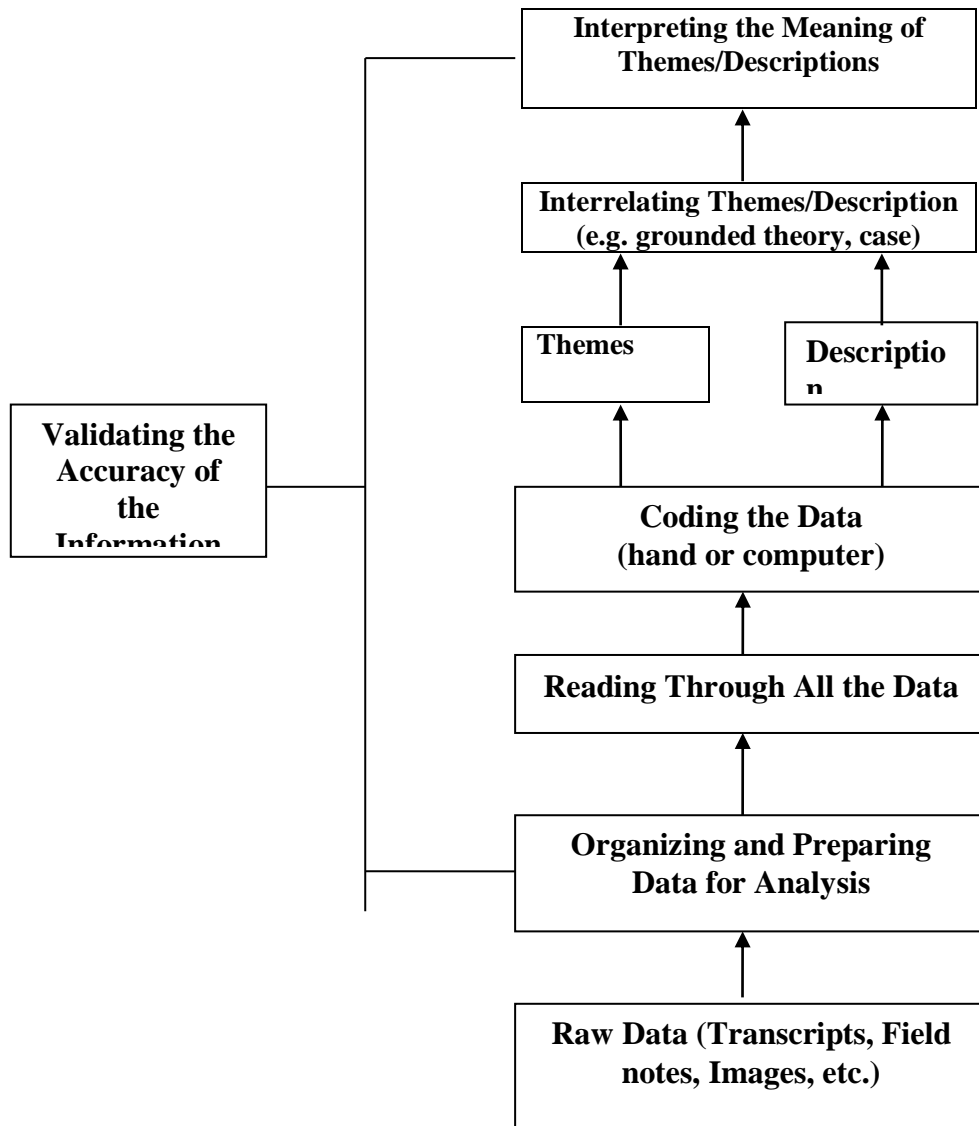 Interpreting the Meaning of
Themes/Descriptions
Interrelating Themes/Description
(e.g. grounded theory, case)
Themes
Descriptio
n
Validating the
Accuracy of
the
Information
Coding the Data
(hand or computer)
Reading Through All the Data
Organizing and Preparing
Data for Analysis
Raw Data (Transcripts, Field
notes, Images, etc.)